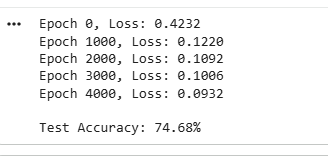 Epoch 0, Loss: 0.4232
Epoch 1000, Loss: 0.1220
Epoch 2000, Loss: 0.1092
Epoch 3000, Loss: 0.1006
Epoch 4000, Loss: 0.0932
Test Accuracy: 74.68%